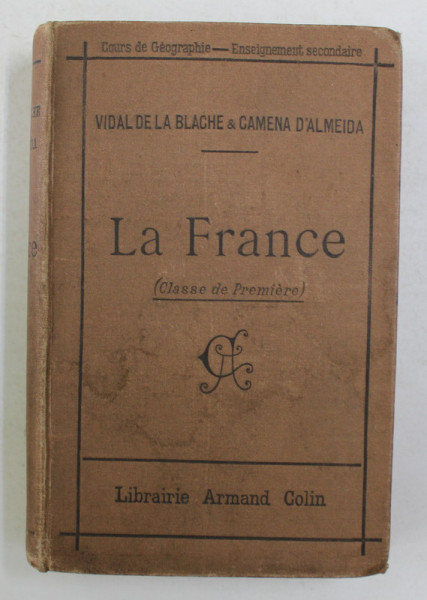 Cours de Géographie — Enseignement secondaire
VIDAL DE LA BLACHE & CAMENA D'ALMEIDA
La France
(Classe de Première)
Librairie Armand Colin